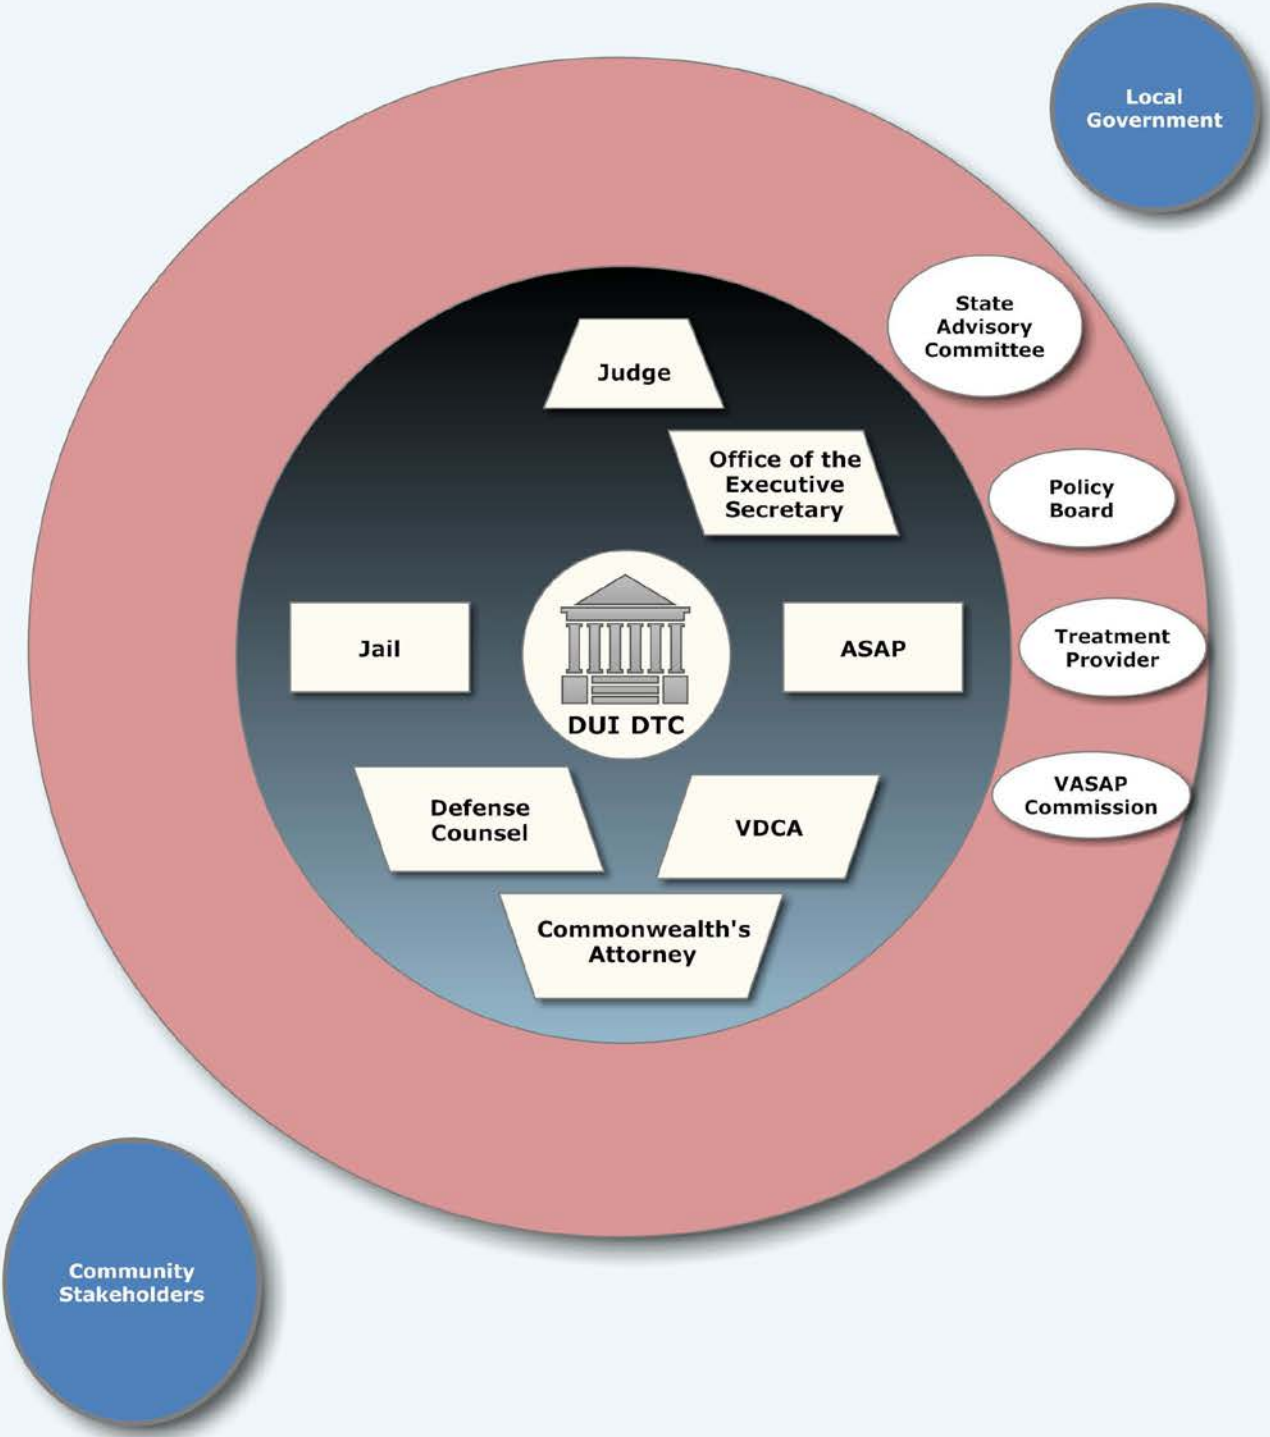 Local
Government
State
Advisory
Committee
Judge
Office of the
Executive
Secretary
Policy
Board
Jail
DUI DTC
ASAP
Treatment
Provider
Defense
Counsel
VDCA
VASAP
Commission
Commonwealth's
Attorney
Community
Stakeholders